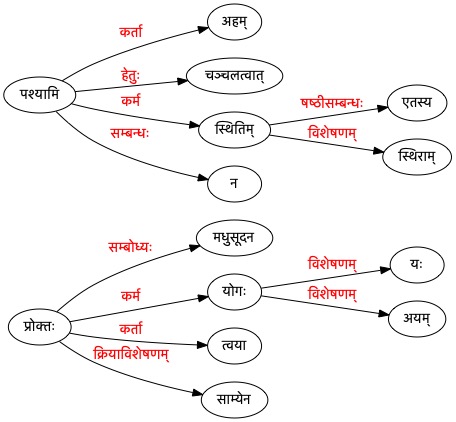 कर्ता
अहम्
हेतुः
चञ्चलत्वात्
पश्यामि
कर्म
स्थितिम्
षष्ठीसम्बन्धः
एतस्य
विशेषणम्
स्थिराम्
सम्बन्धः
न
सम्बोध्यः
मधुसूदन
प्रोक्तः
कर्म
योगः
विशेषणम्
यः
विशेषणम्
अयम्
कर्ता
त्वया
क्रियाविशेषणम्
साम्येन